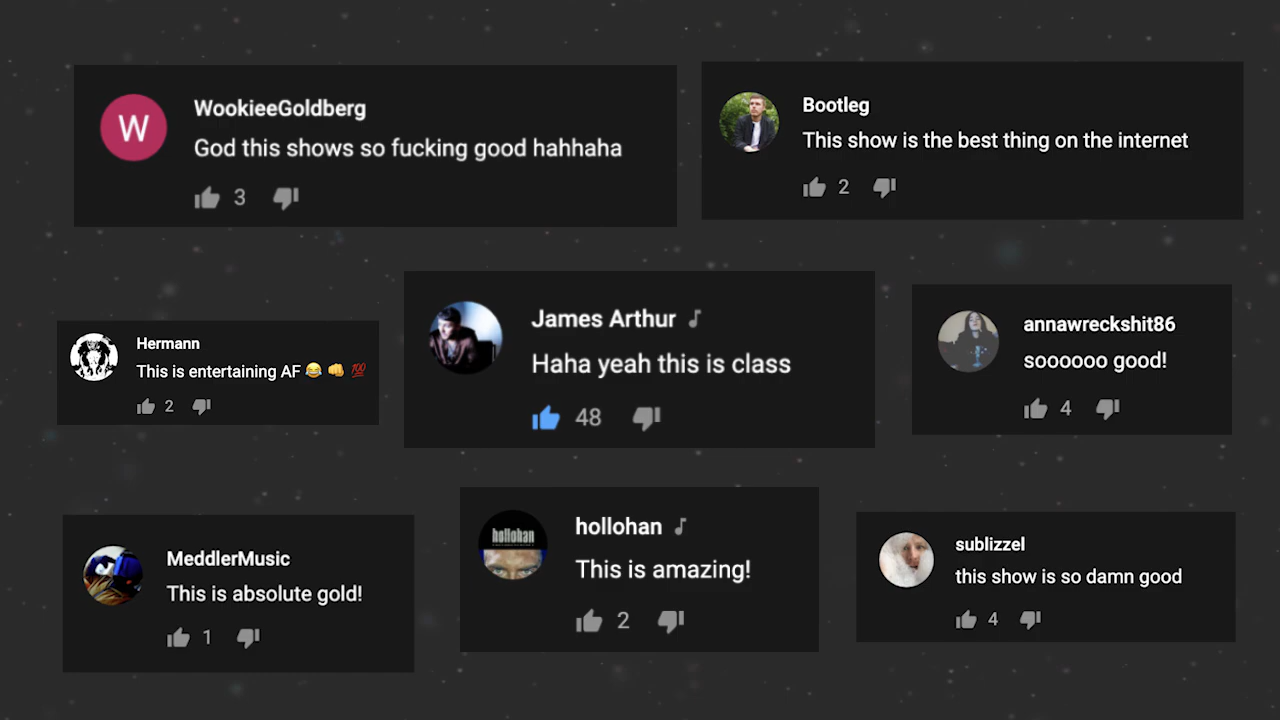 W
WookieeGoldberg
God this shows so fucking good hahhaha
3
Bootleg
This show is the best thing on the internet
2
Hermann
This is entertaining AF 😂 👊 💯
2
James Arthur ♪
Haha yeah this is class
48
annawreckshit86
soooooo good!
4
MeddlerMusic
This is absolute gold!
1
hollohan
hollohan ♪
This is amazing!
2
sublizzel
this show is so damn good
4